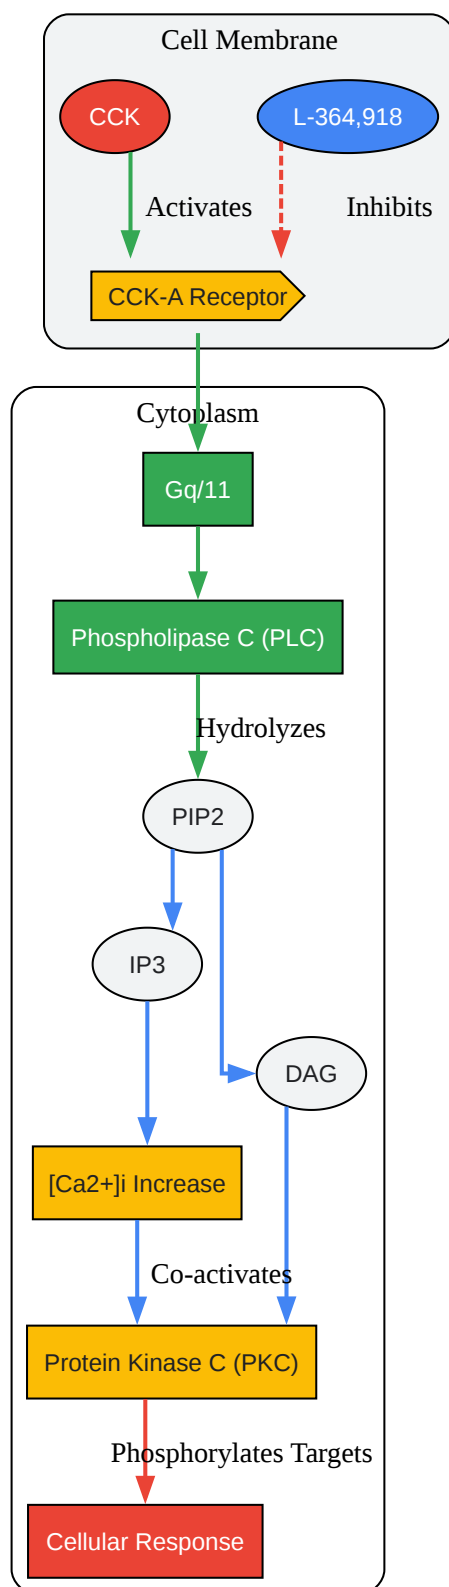 Cell Membrane
CCK
L-364,918
Activates
Inhibits
CCK-A Receptor
Cytoplasm
Gq/11
Phospholipase C (PLC)
Hydrolyzes
PIP2
IP3
DAG
[Ca2+]i Increase
Co-activates
Protein Kinase C (PKC)
Phosphorylates Targets
Cellular Response